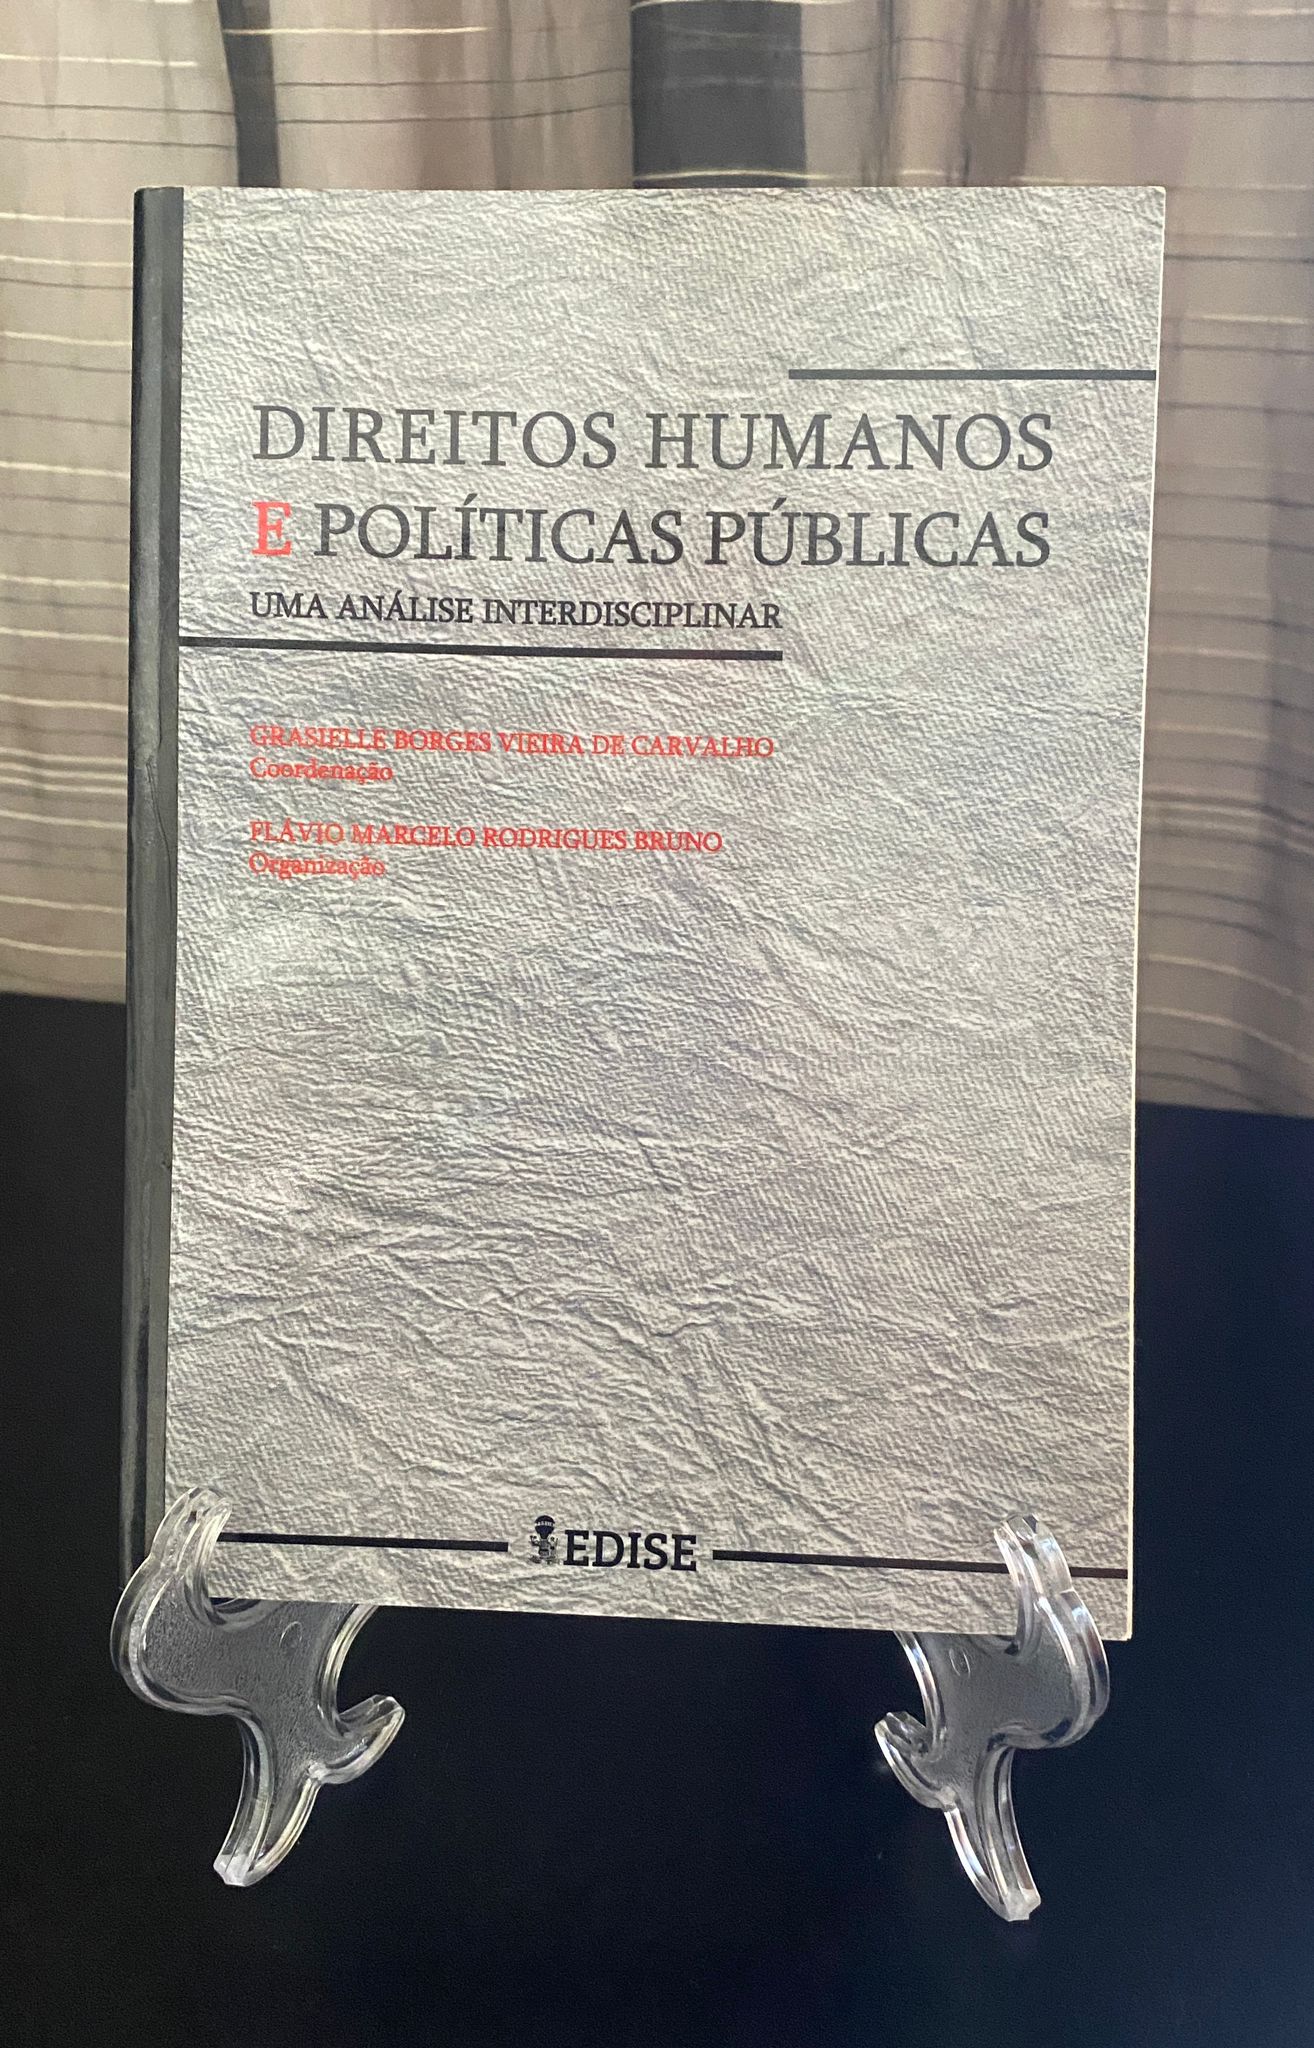 DIREITOS HUMANOS
E POLÍTICAS PÚBLICAS
UMA ANÁLISE INTERDISCIPLINAR
GRASIELLE BORGES VIEIRA DE CARVALHO
Coordenação
FLÁVIO MARCELO RODRIGUES BRUNO
Organização
EDISE